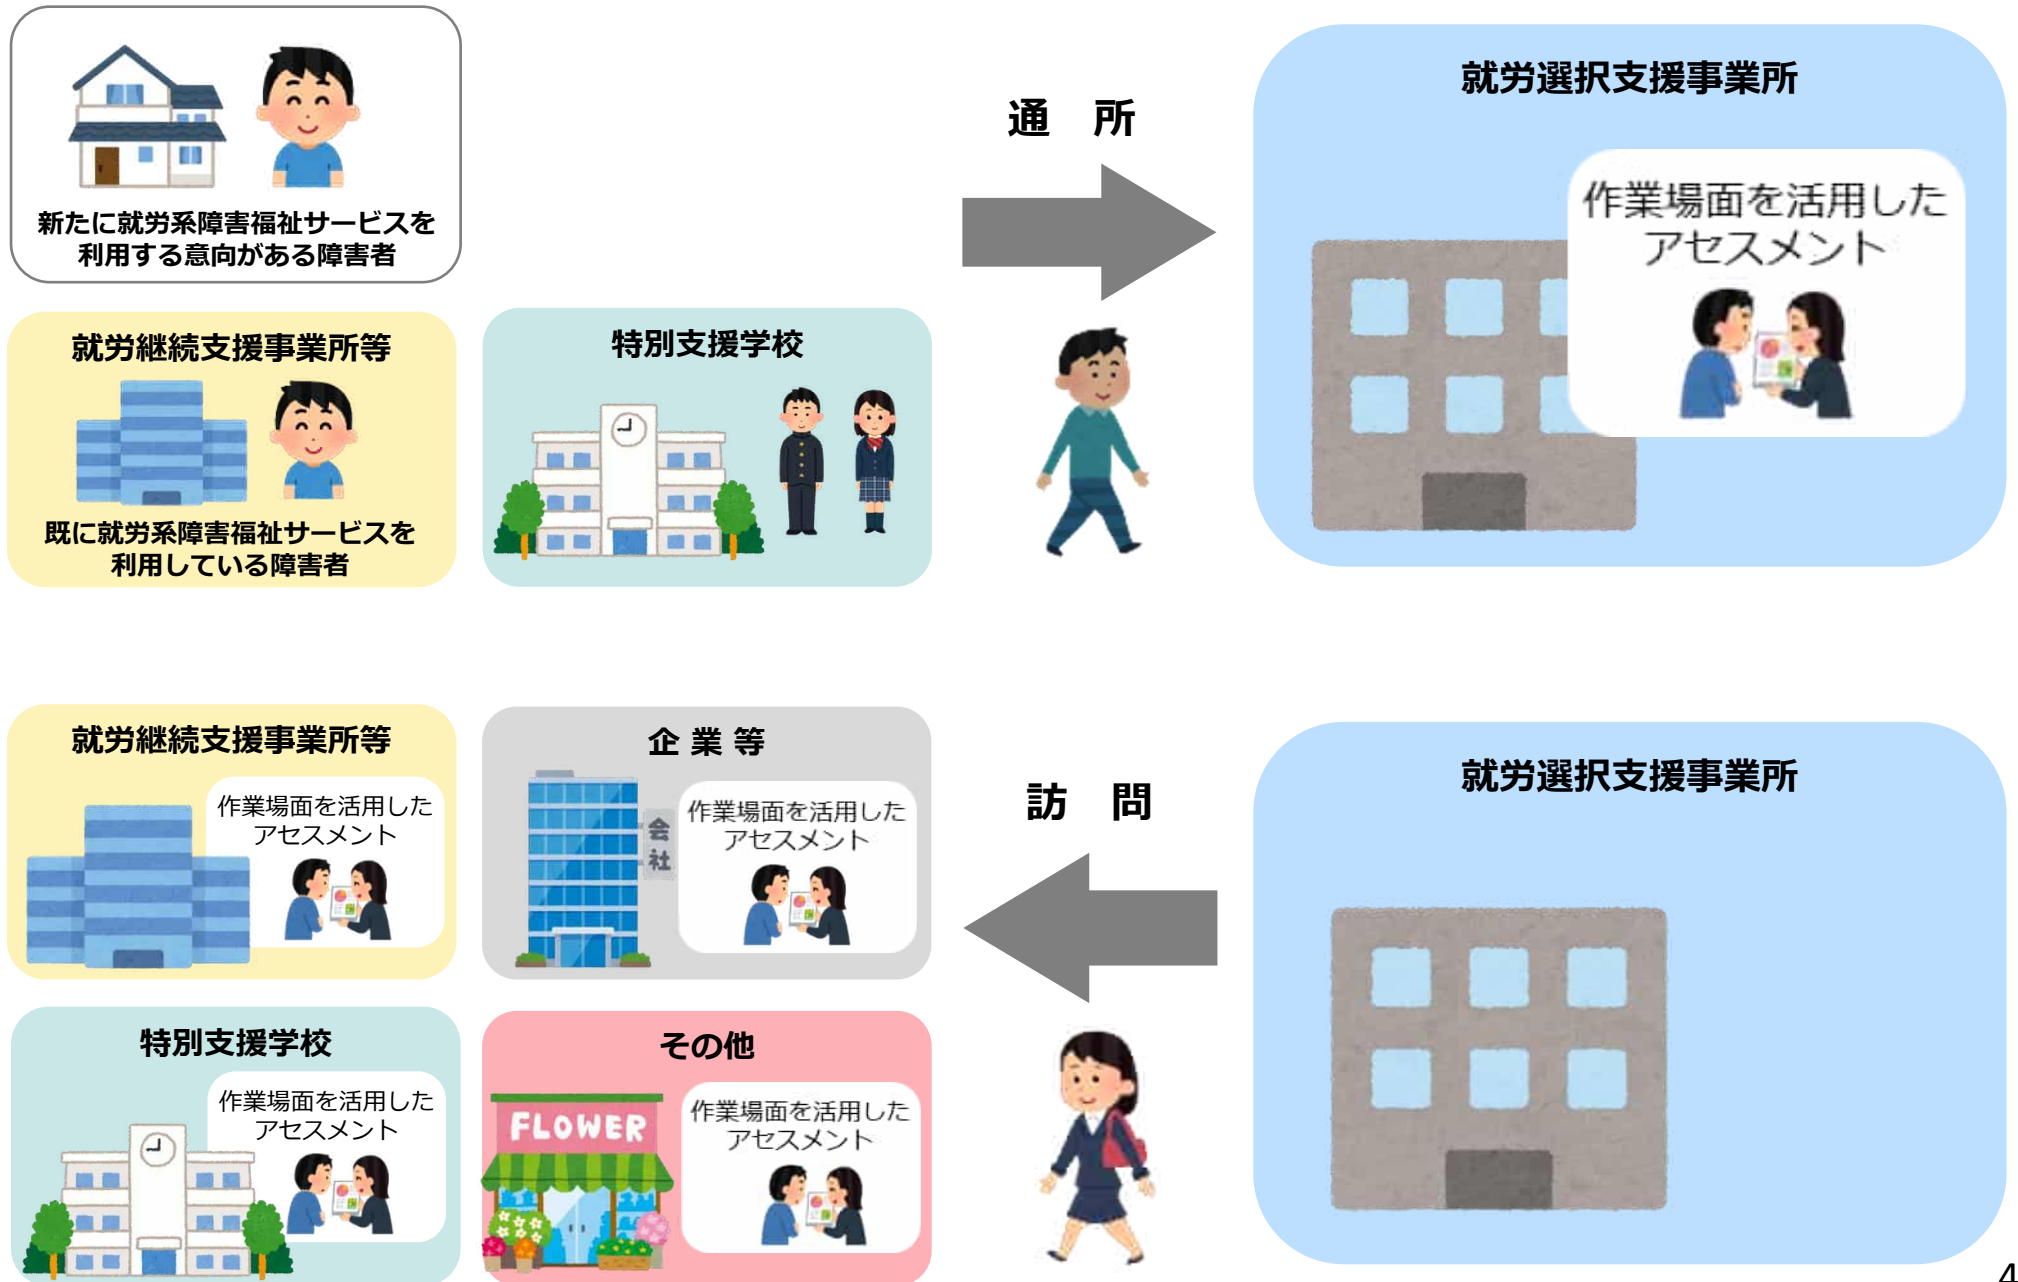 新たに就労系障害福祉サービスを
利用する意向がある障害者
就労継続支援事業所等
既に就労系障害福祉サービスを
利用している障害者
特別支援学校
通 所
就労選択支援事業所
作業場面を活用した
アセスメント
就労継続支援事業所等
作業場面を活用した
アセスメント
企 業 等
会社
作業場面を活用した
アセスメント
特別支援学校
作業場面を活用した
アセスメント
その他
FLOWER
作業場面を活用した
アセスメント
訪 問
就労選択支援事業所
4